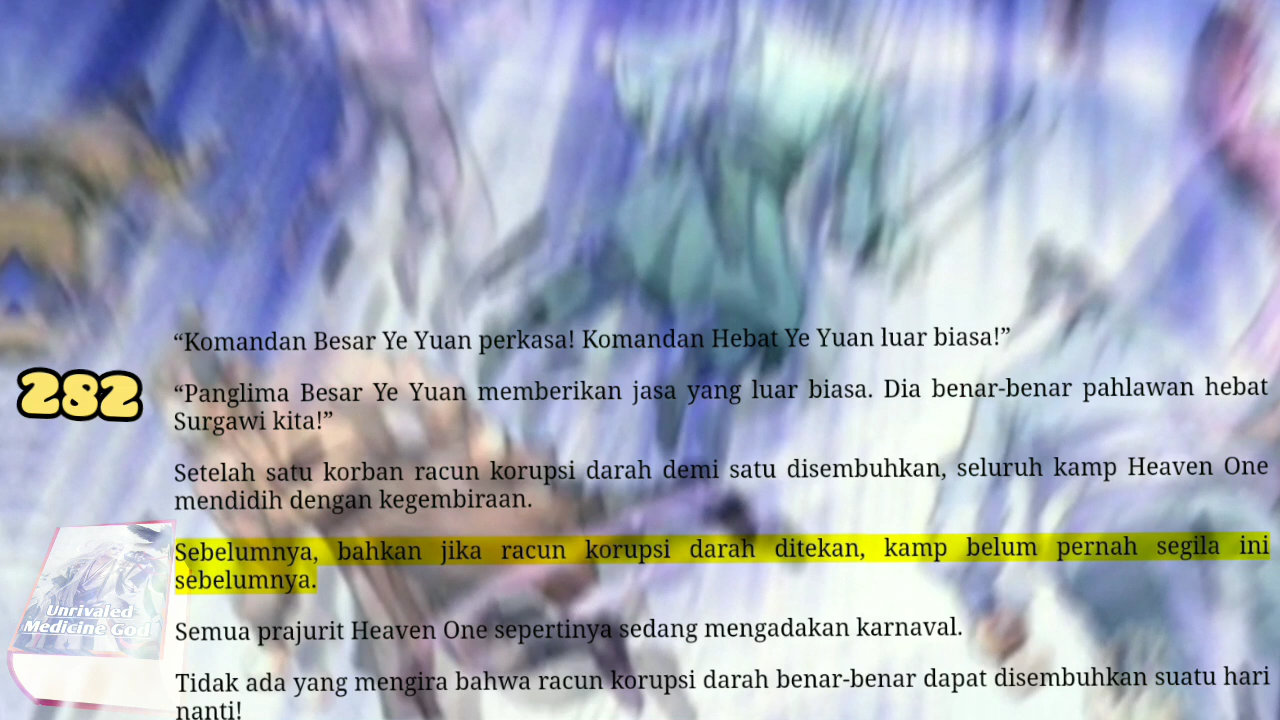 “Komandan Besar Ye Yuan perkasa! Komandan Hebat Ye Yuan luar biasa!”
282
“Panglima Besar Ye Yuan memberikan jasa yang luar biasa. Dia benar-benar pahlawan hebat
Surgawi kita!”
Setelah satu korban racun korupsi darah demi satu disembuhkan, seluruh kamp Heaven One
mendidih dengan kegembiraan.
Sebelumnya, bahkan jika racun korupsi darah ditekan, kamp belum pernah segila ini
sebelumnya.
Unrivaled
Medicine God
Semua prajurit Heaven One sepertinya sedang mengadakan karnaval.
Tidak ada yang mengira bahwa racun korupsi darah benar-benar dapat disembuhkan suatu hari
nanti!